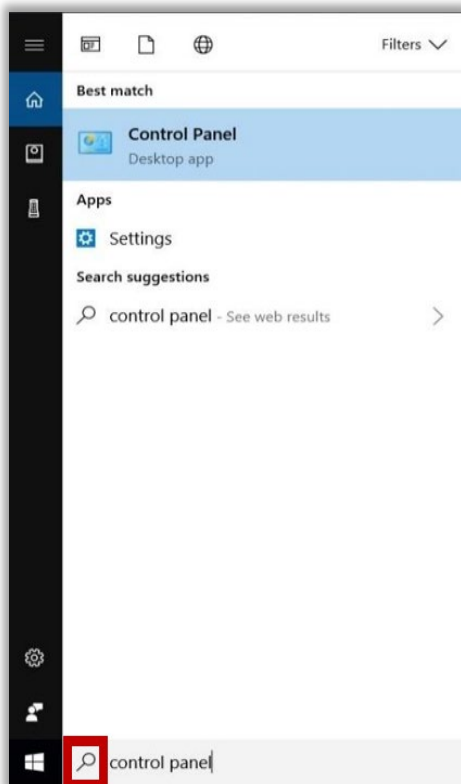 Filters
Best match
Control Panel
Desktop app
Apps
Settings
Search suggestions
control panel - See web results
control panel